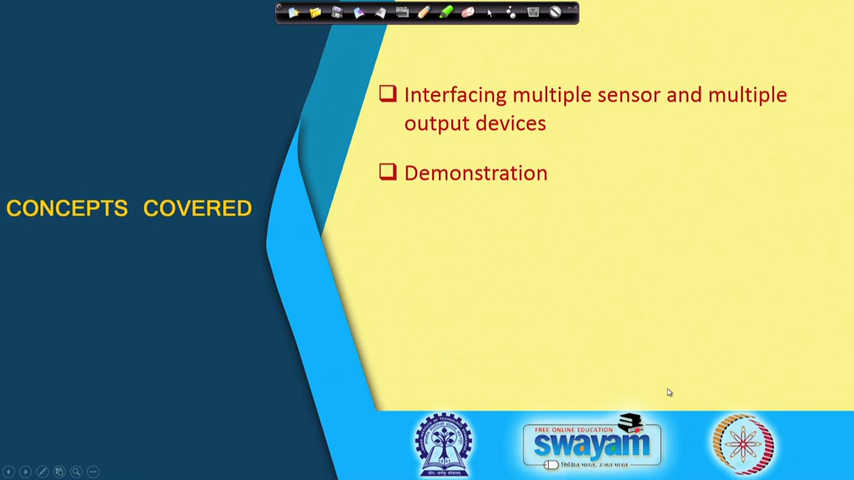 Interfacing multiple sensor and multiple
output devices
Demonstration
CONCEPTS COVERED
FREE ONLINE EDUCATION
swayam